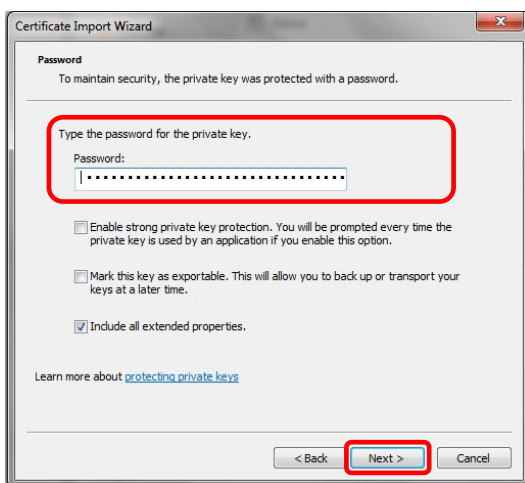 Certificate Import Wizard
Password
To maintain security, the private key was protected with a password.
Type the password for the private key.
Password:
Enable strong private key protection. You will be prompted every time the
private key is used by an application if you enable this option.
Mark this key as exportable. This will allow you to back up or transport your
keys at a later time.
Include all extended properties.
Learn more about protecting private keys
< Back Next > Cancel